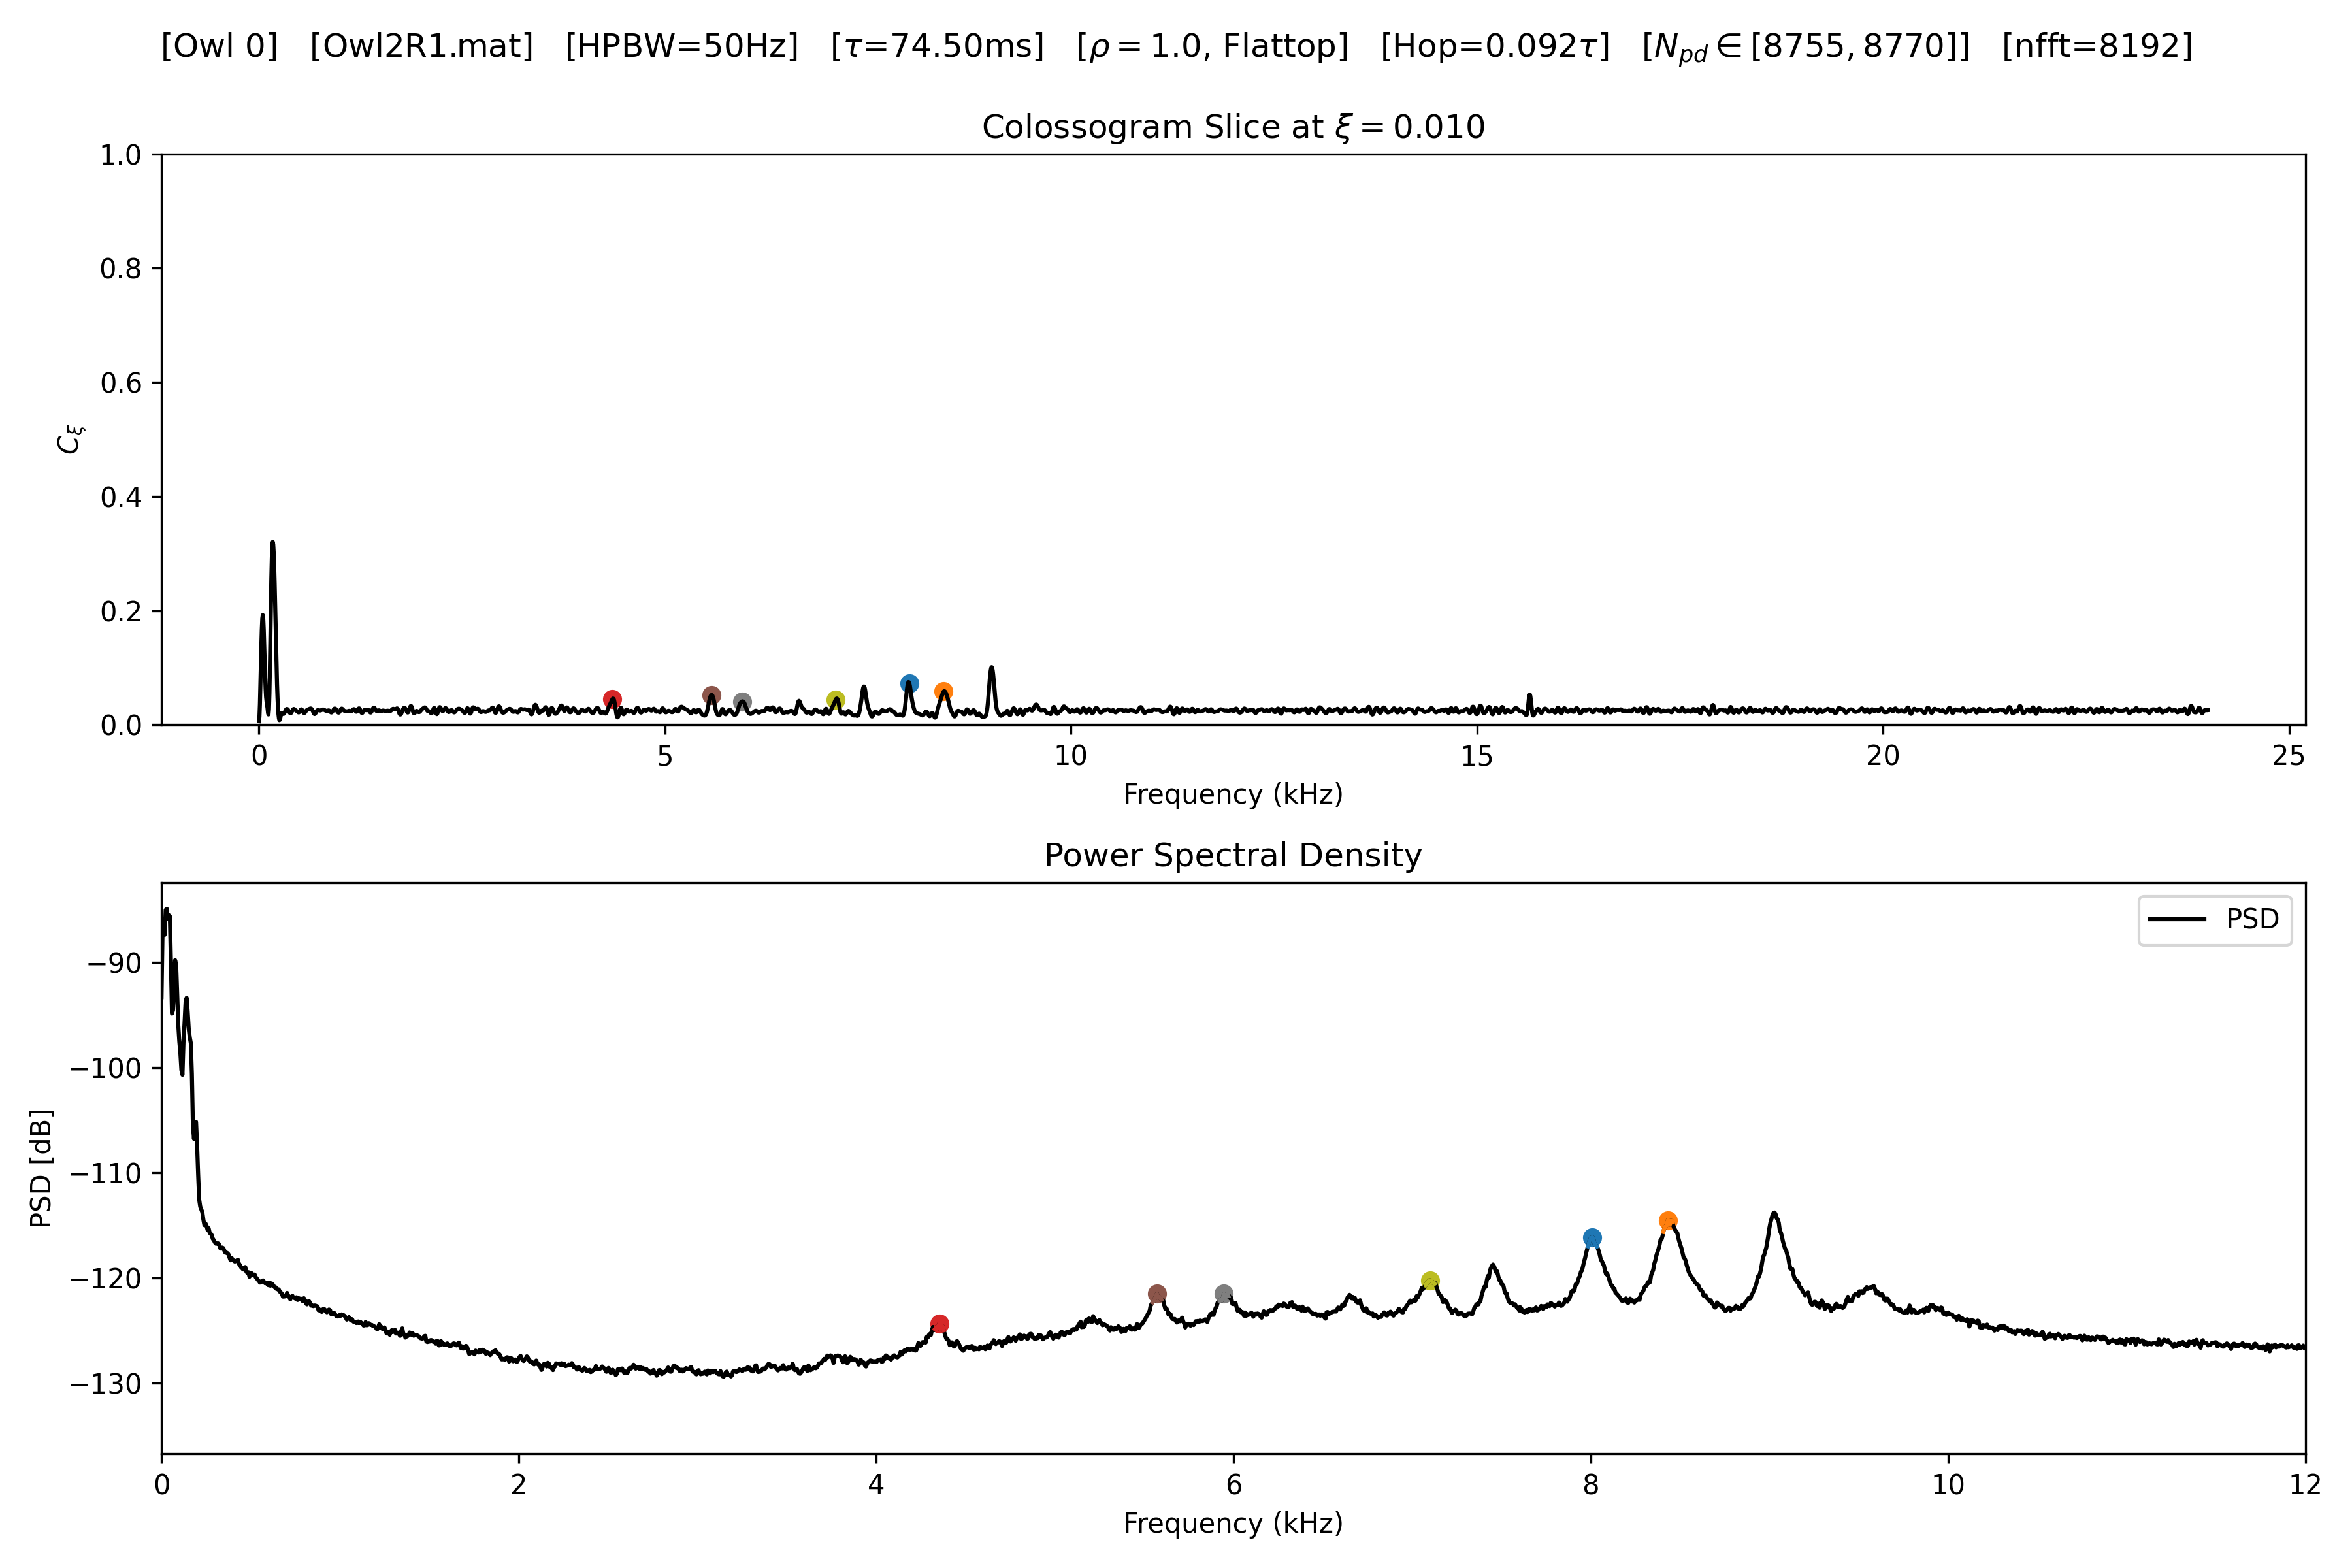 [Owl 0] [Owl2R1.mat] [HPBW=50Hz] [τ=74.50ms] [ρ = 1.0, Flattop] [Hop=0.092τ] [N_pd ∈ [8755, 8770]] [nfft=8192]
Colossogram Slice at ξ = 0.010
1.0
0.8
0.6
0.4
0.2
0.0
C_ξ
0 5 10 15 20 25
Frequency (kHz)
Power Spectral Density
PSD
−90
−100
−110
−120
−130
PSD [dB]
0 2 4 6 8 10 12
Frequency (kHz)